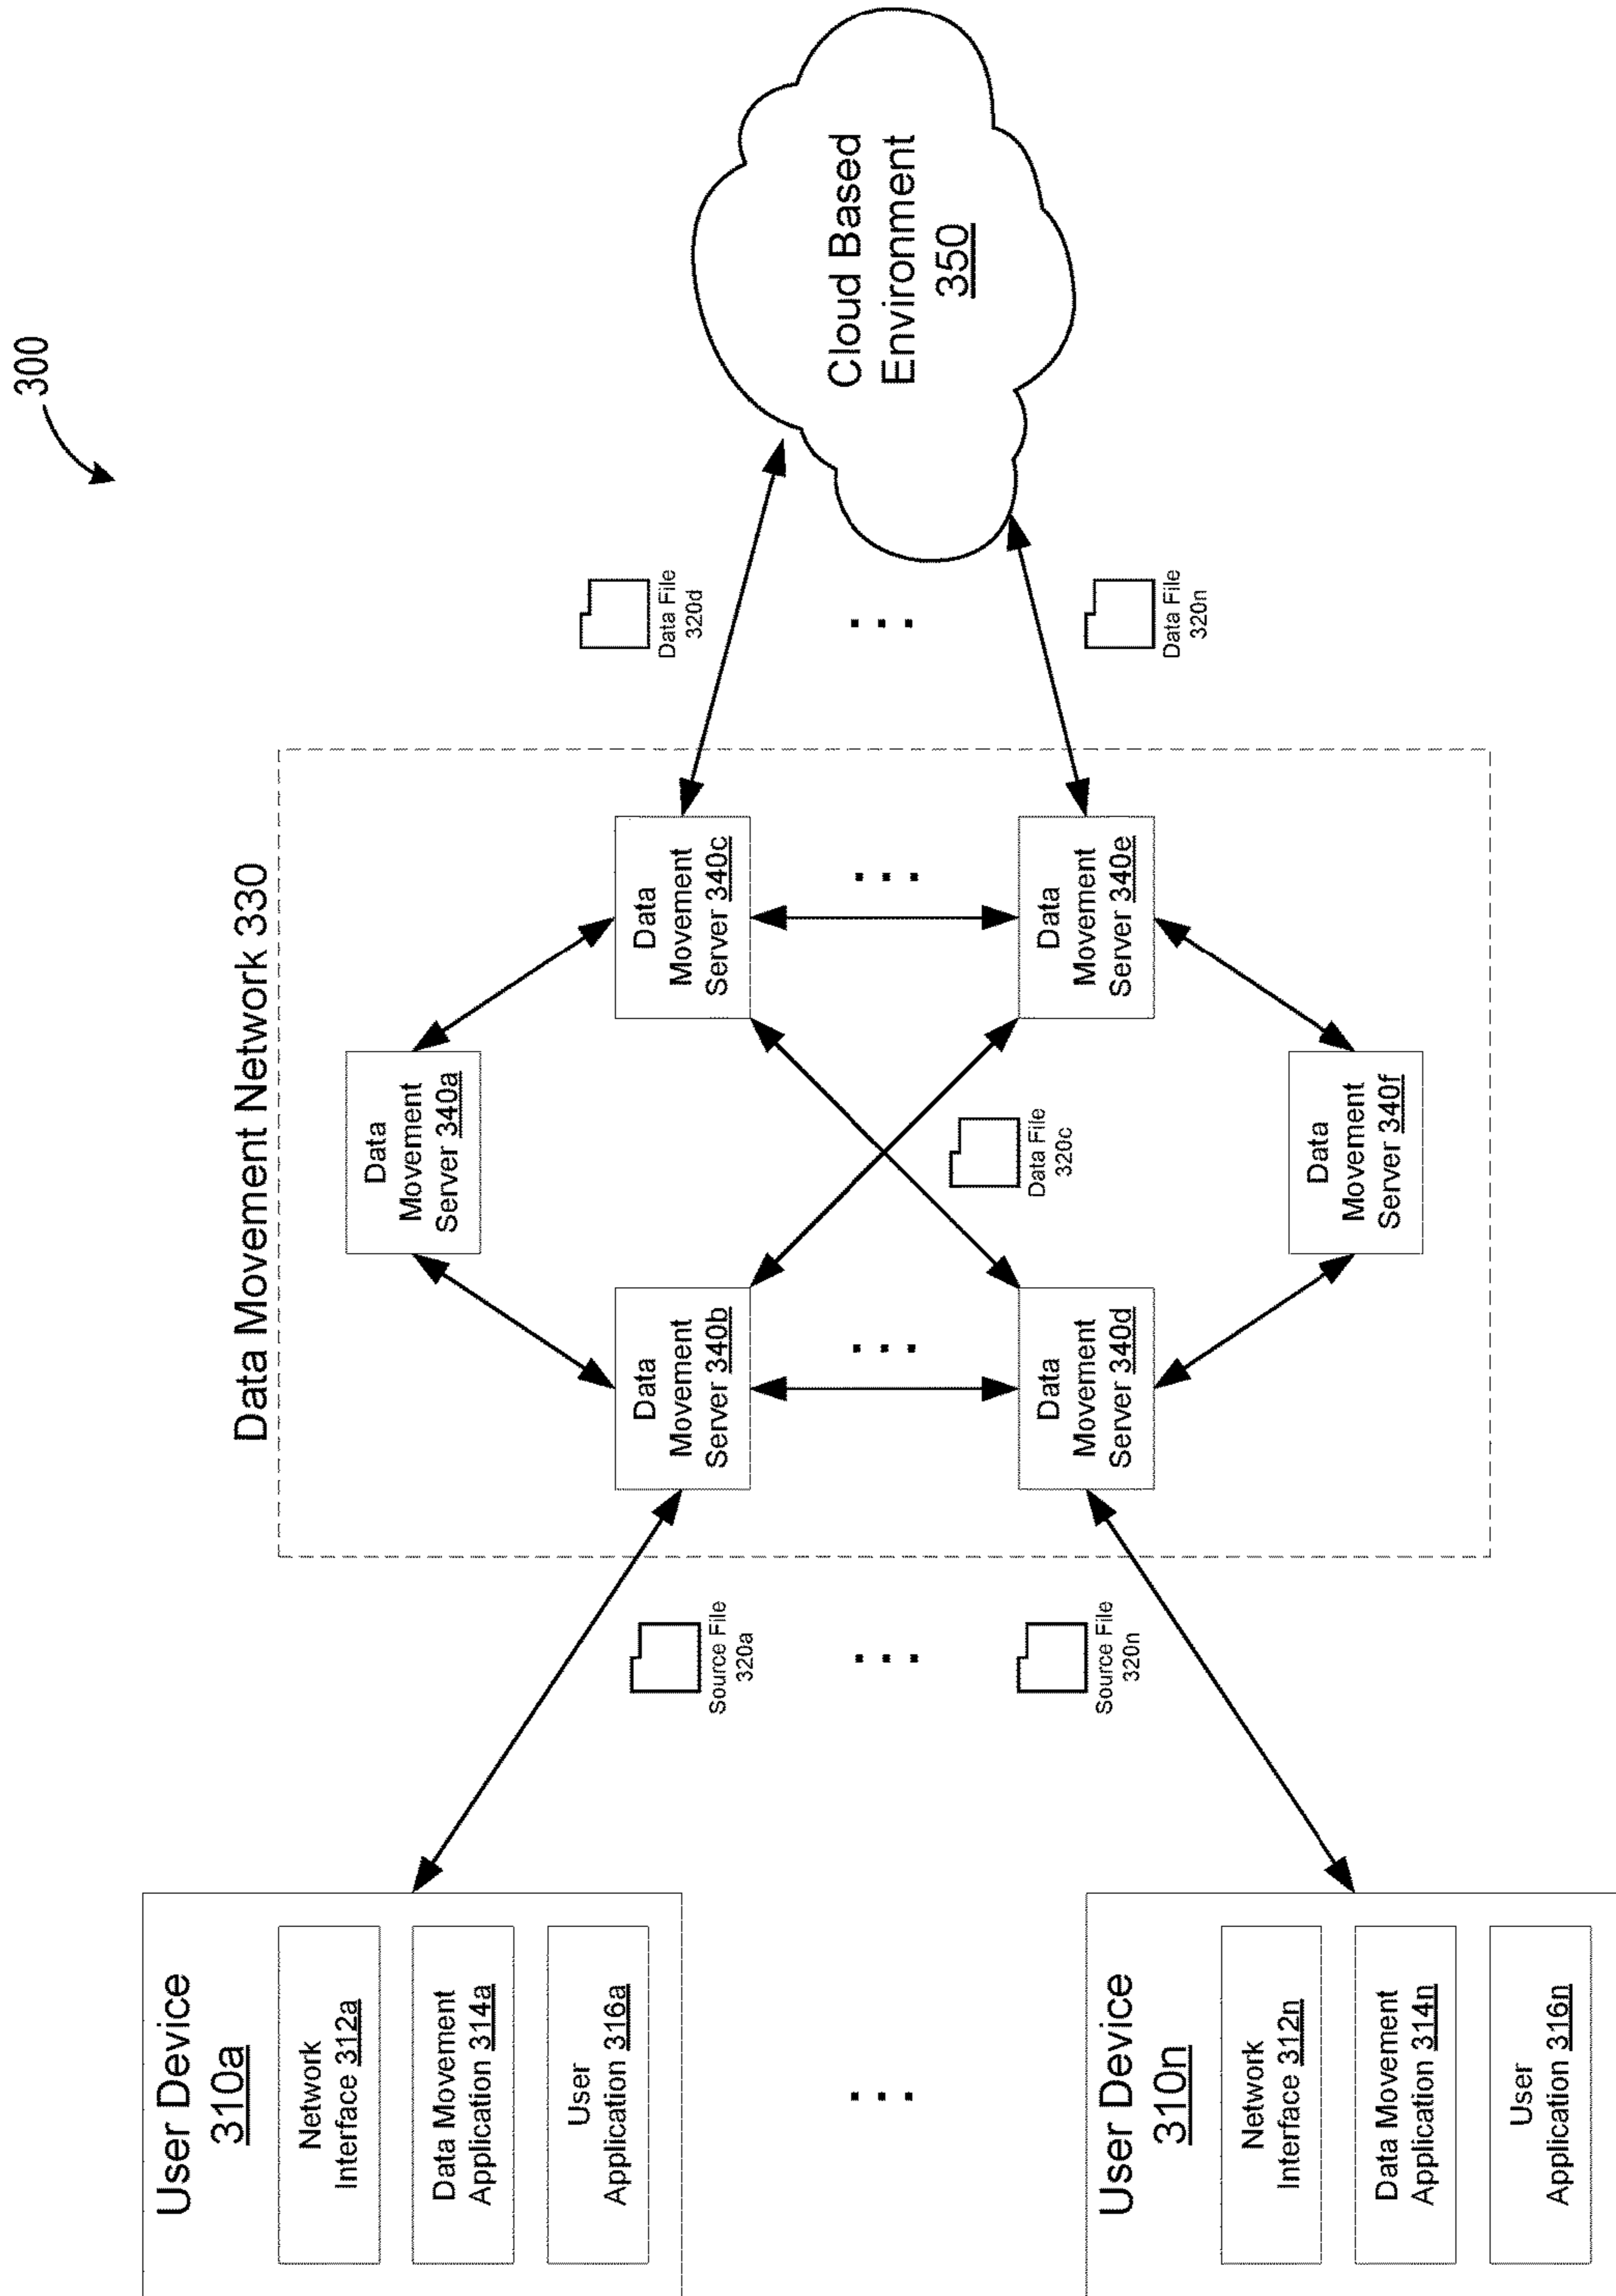 300
User Device
310a
Network
Interface 312a
Data Movement
Application 314a
User
Application 316a
User Device
310n
Network
Interface 312n
Data Movement
Application 314n
User
Application 316n
Source File
320a
Source File
320n
Data Movement Network 330
Data
Movement
Server 340a
Data
Movement
Server 340b
Data
Movement
Server 340c
Data File
320c
Data
Movement
Server 340d
Data
Movement
Server 340e
Data
Movement
Server 340f
Data File
320d
Data File
320n
Cloud Based
Environment
350